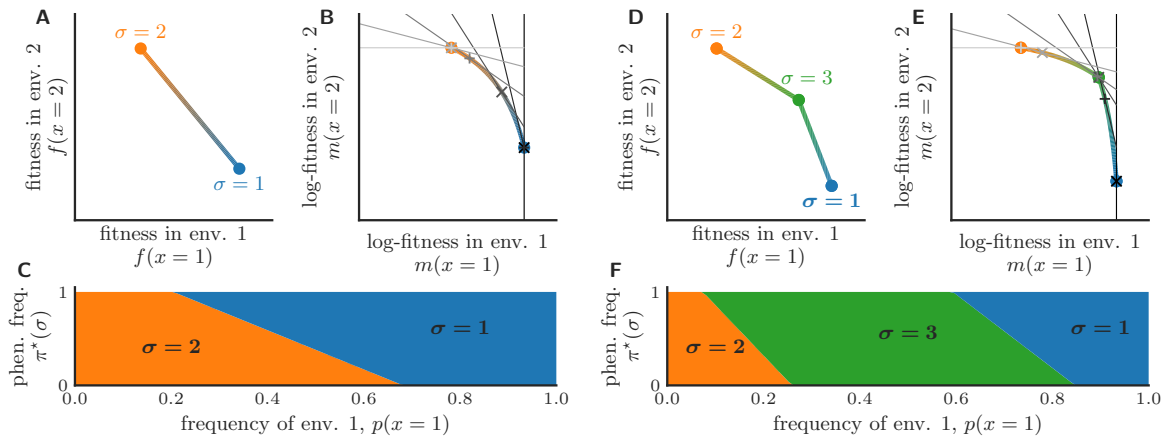 A
fitness in env. 2
f(x = 2)
σ = 2
σ = 1
fitness in env. 1
f(x = 1)
B
log-fitness in env. 2
m(x = 2)
log-fitness in env. 1
m(x = 1)
C
phen. freq.
π*(σ)
1
0
σ = 2
σ = 1
0.0 0.2 0.4 0.6 0.8 1.0
frequency of env. 1, p(x = 1)
D
fitness in env. 2
f(x = 2)
σ = 2
σ = 3
σ = 1
fitness in env. 1
f(x = 1)
E
log-fitness in env. 2
m(x = 2)
log-fitness in env. 1
m(x = 1)
F
phen. freq.
π*(σ)
1
0
σ = 2
σ = 3
σ = 1
0.0 0.2 0.4 0.6 0.8 1.0
frequency of env. 1, p(x = 1)